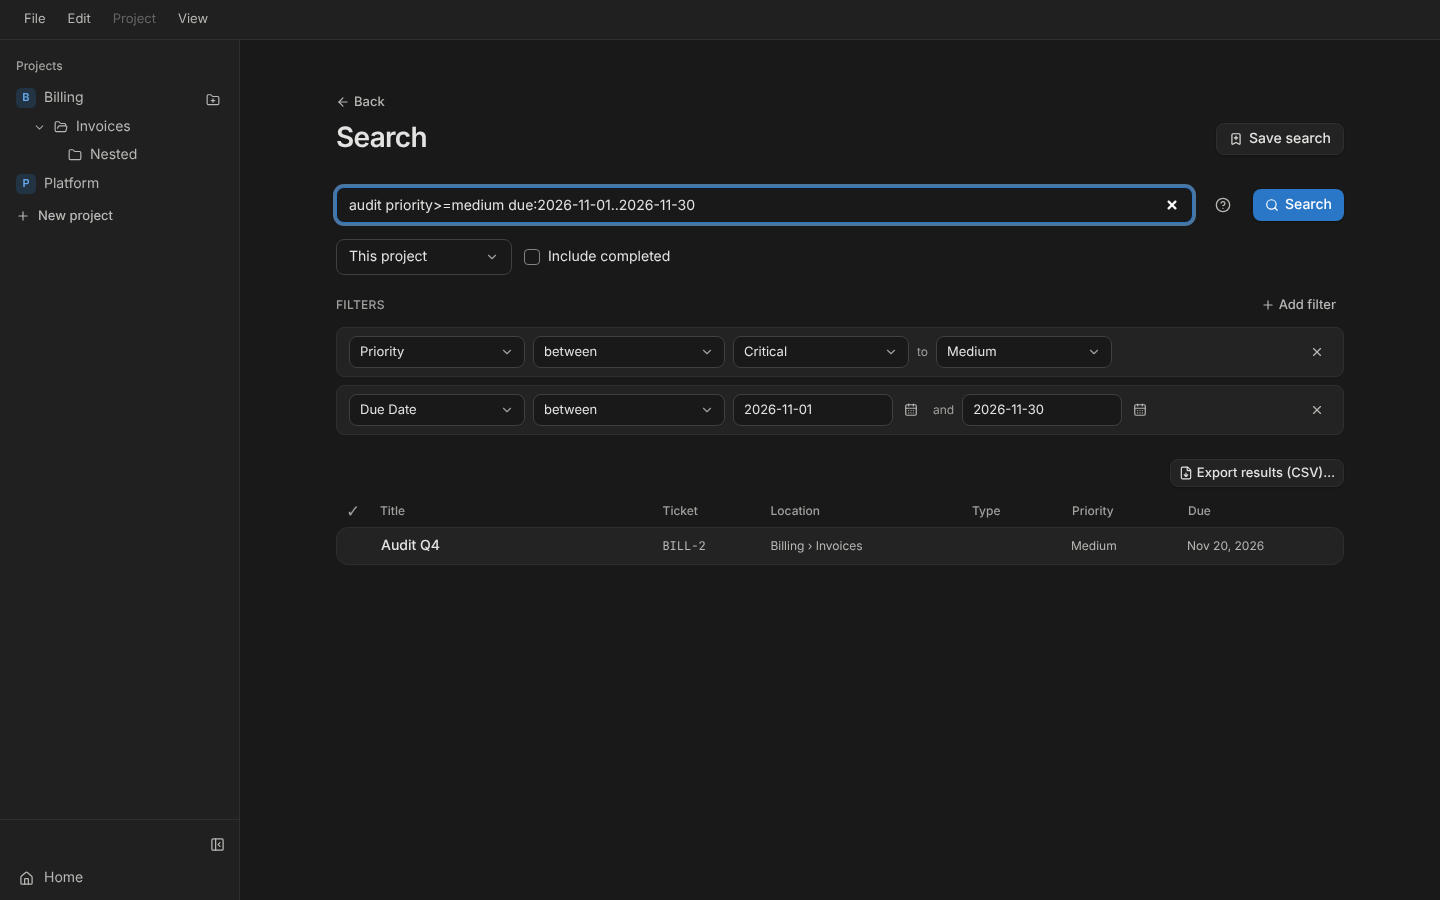 File Edit Project View
Projects
B Billing
Invoices
Nested
P Platform
New project
Home
Back
Search
Save search
audit priority>=medium due:2026-11-01..2026-11-30
Search
This project
Include completed
FILTERS
Add filter
Priority between Critical to Medium
Due Date between 2026-11-01 and 2026-11-30
Export results (CSV)...
✓ Title Ticket Location Type Priority Due
Audit Q4 BILL-2 Billing › Invoices Medium Nov 20, 2026